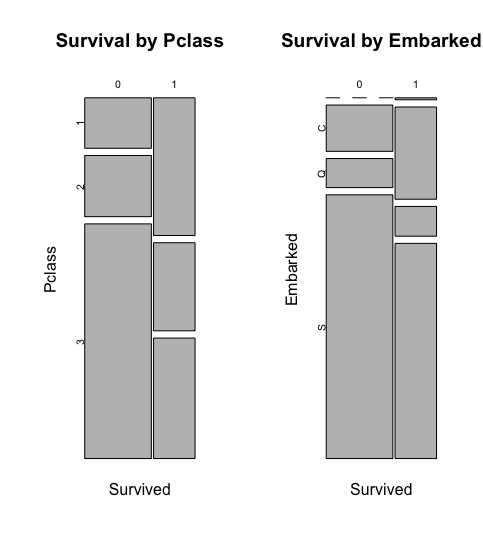 Survival by Pclass
0 1
1
2
3
Pclass
Survived
Survival by Embarked
0 1
C
Q
S
Embarked
Survived